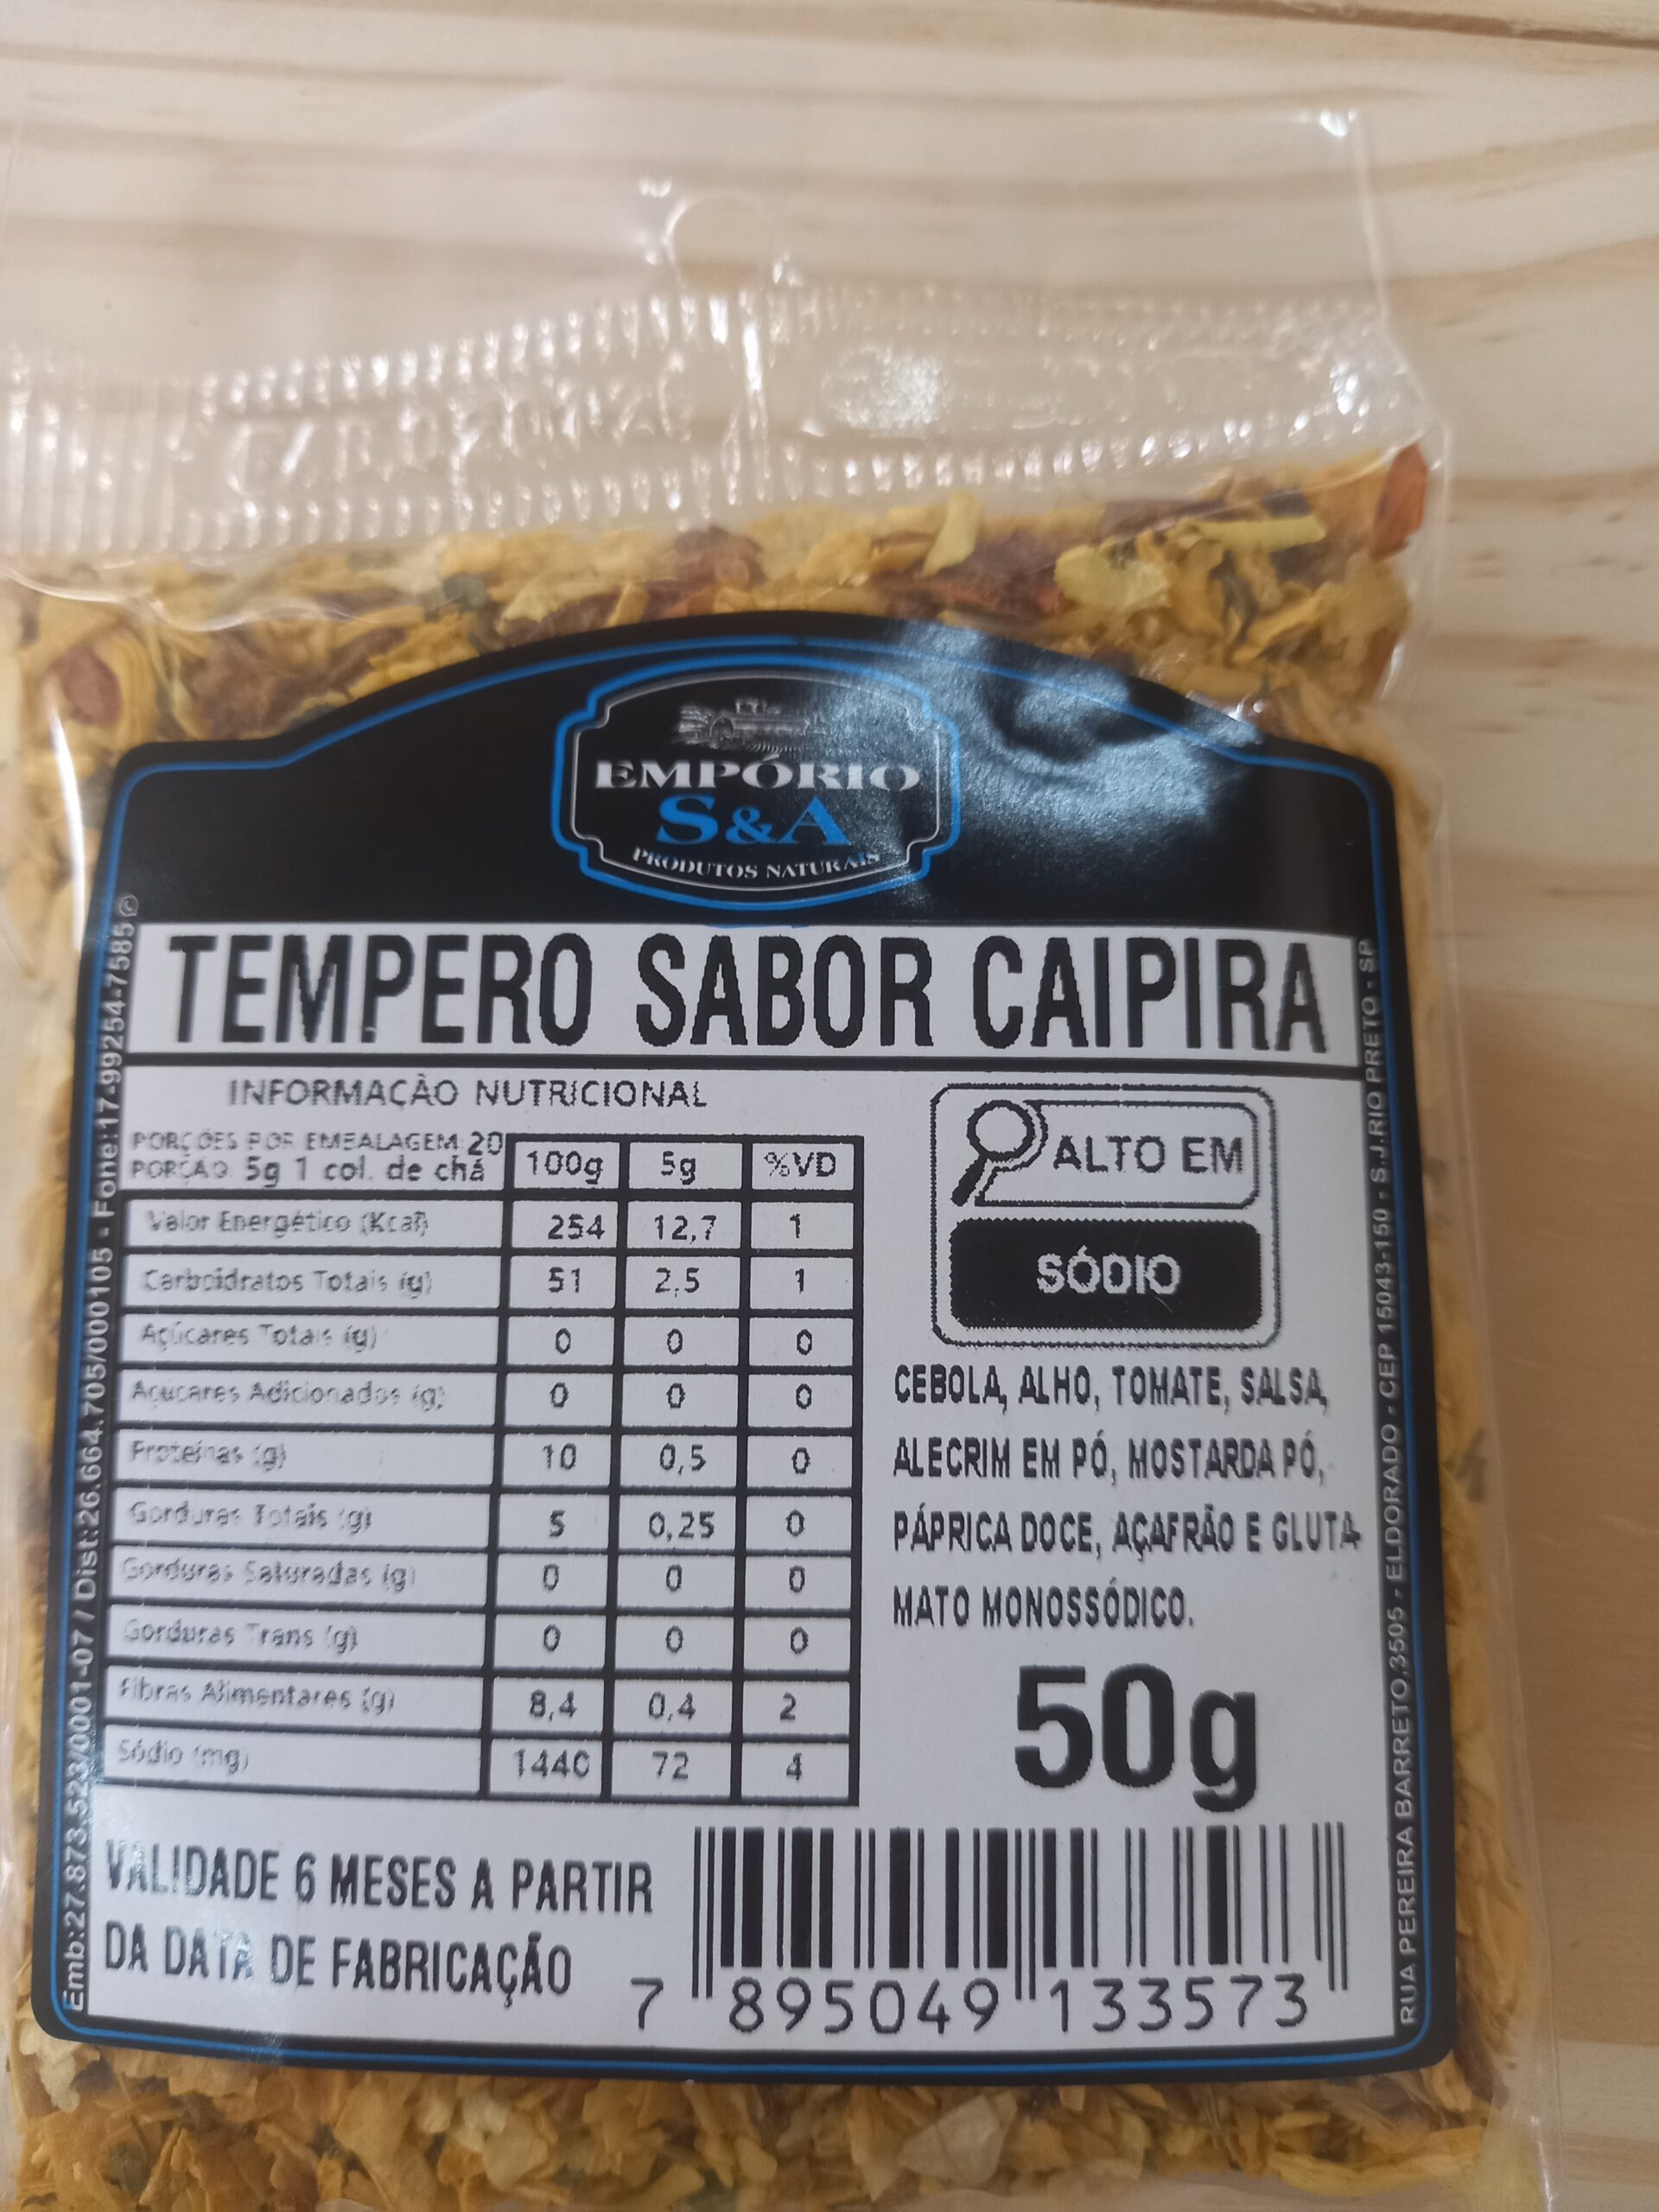 EMPÓRIO
S&A
PRODUTOS NATURAIS
TEMPERO SABOR CAIPIRA
INFORMAÇÃO NUTRICIONAL
PORÇÕES POR EMBALAGEM: 20
PORÇÃO: 5g 1 col. de chá
100g 5g %VD
Valor Energético (Kcal) 254 12,7 1
Carboidratos Totais (g) 51 2,5 1
Açúcares Totais (g) 0 0 0
Açúcares Adicionados (g) 0 0 0
Proteínas (g) 10 0,5 0
Gorduras Totais (g) 5 0,25 0
Gorduras Saturadas (g) 0 0 0
Gorduras Trans (g) 0 0 0
Fibras Alimentares (g) 8,4 0,4 2
Sódio (mg) 1440 72 4
ALTO EM
SÓDIO
CEBOLA, ALHO, TOMATE, SALSA,
ALECRIM EM PÓ, MOSTARDA PÓ,
PÁPRICA DOCE, AÇAFRÃO E GLUTA-
MATO MONOSSÓDICO.
50g
VALIDADE 6 MESES A PARTIR
DA DATA DE FABRICAÇÃO
7 895049 133573
Emb:27.873.523/0001-07 / Dist:26.664.705/000105 - Fone:17-99254-7585
RUA PEREIRA BARRETO,3505 - ELDORADO - CEP 15043-150 - S.J.RIO PRETO - SP